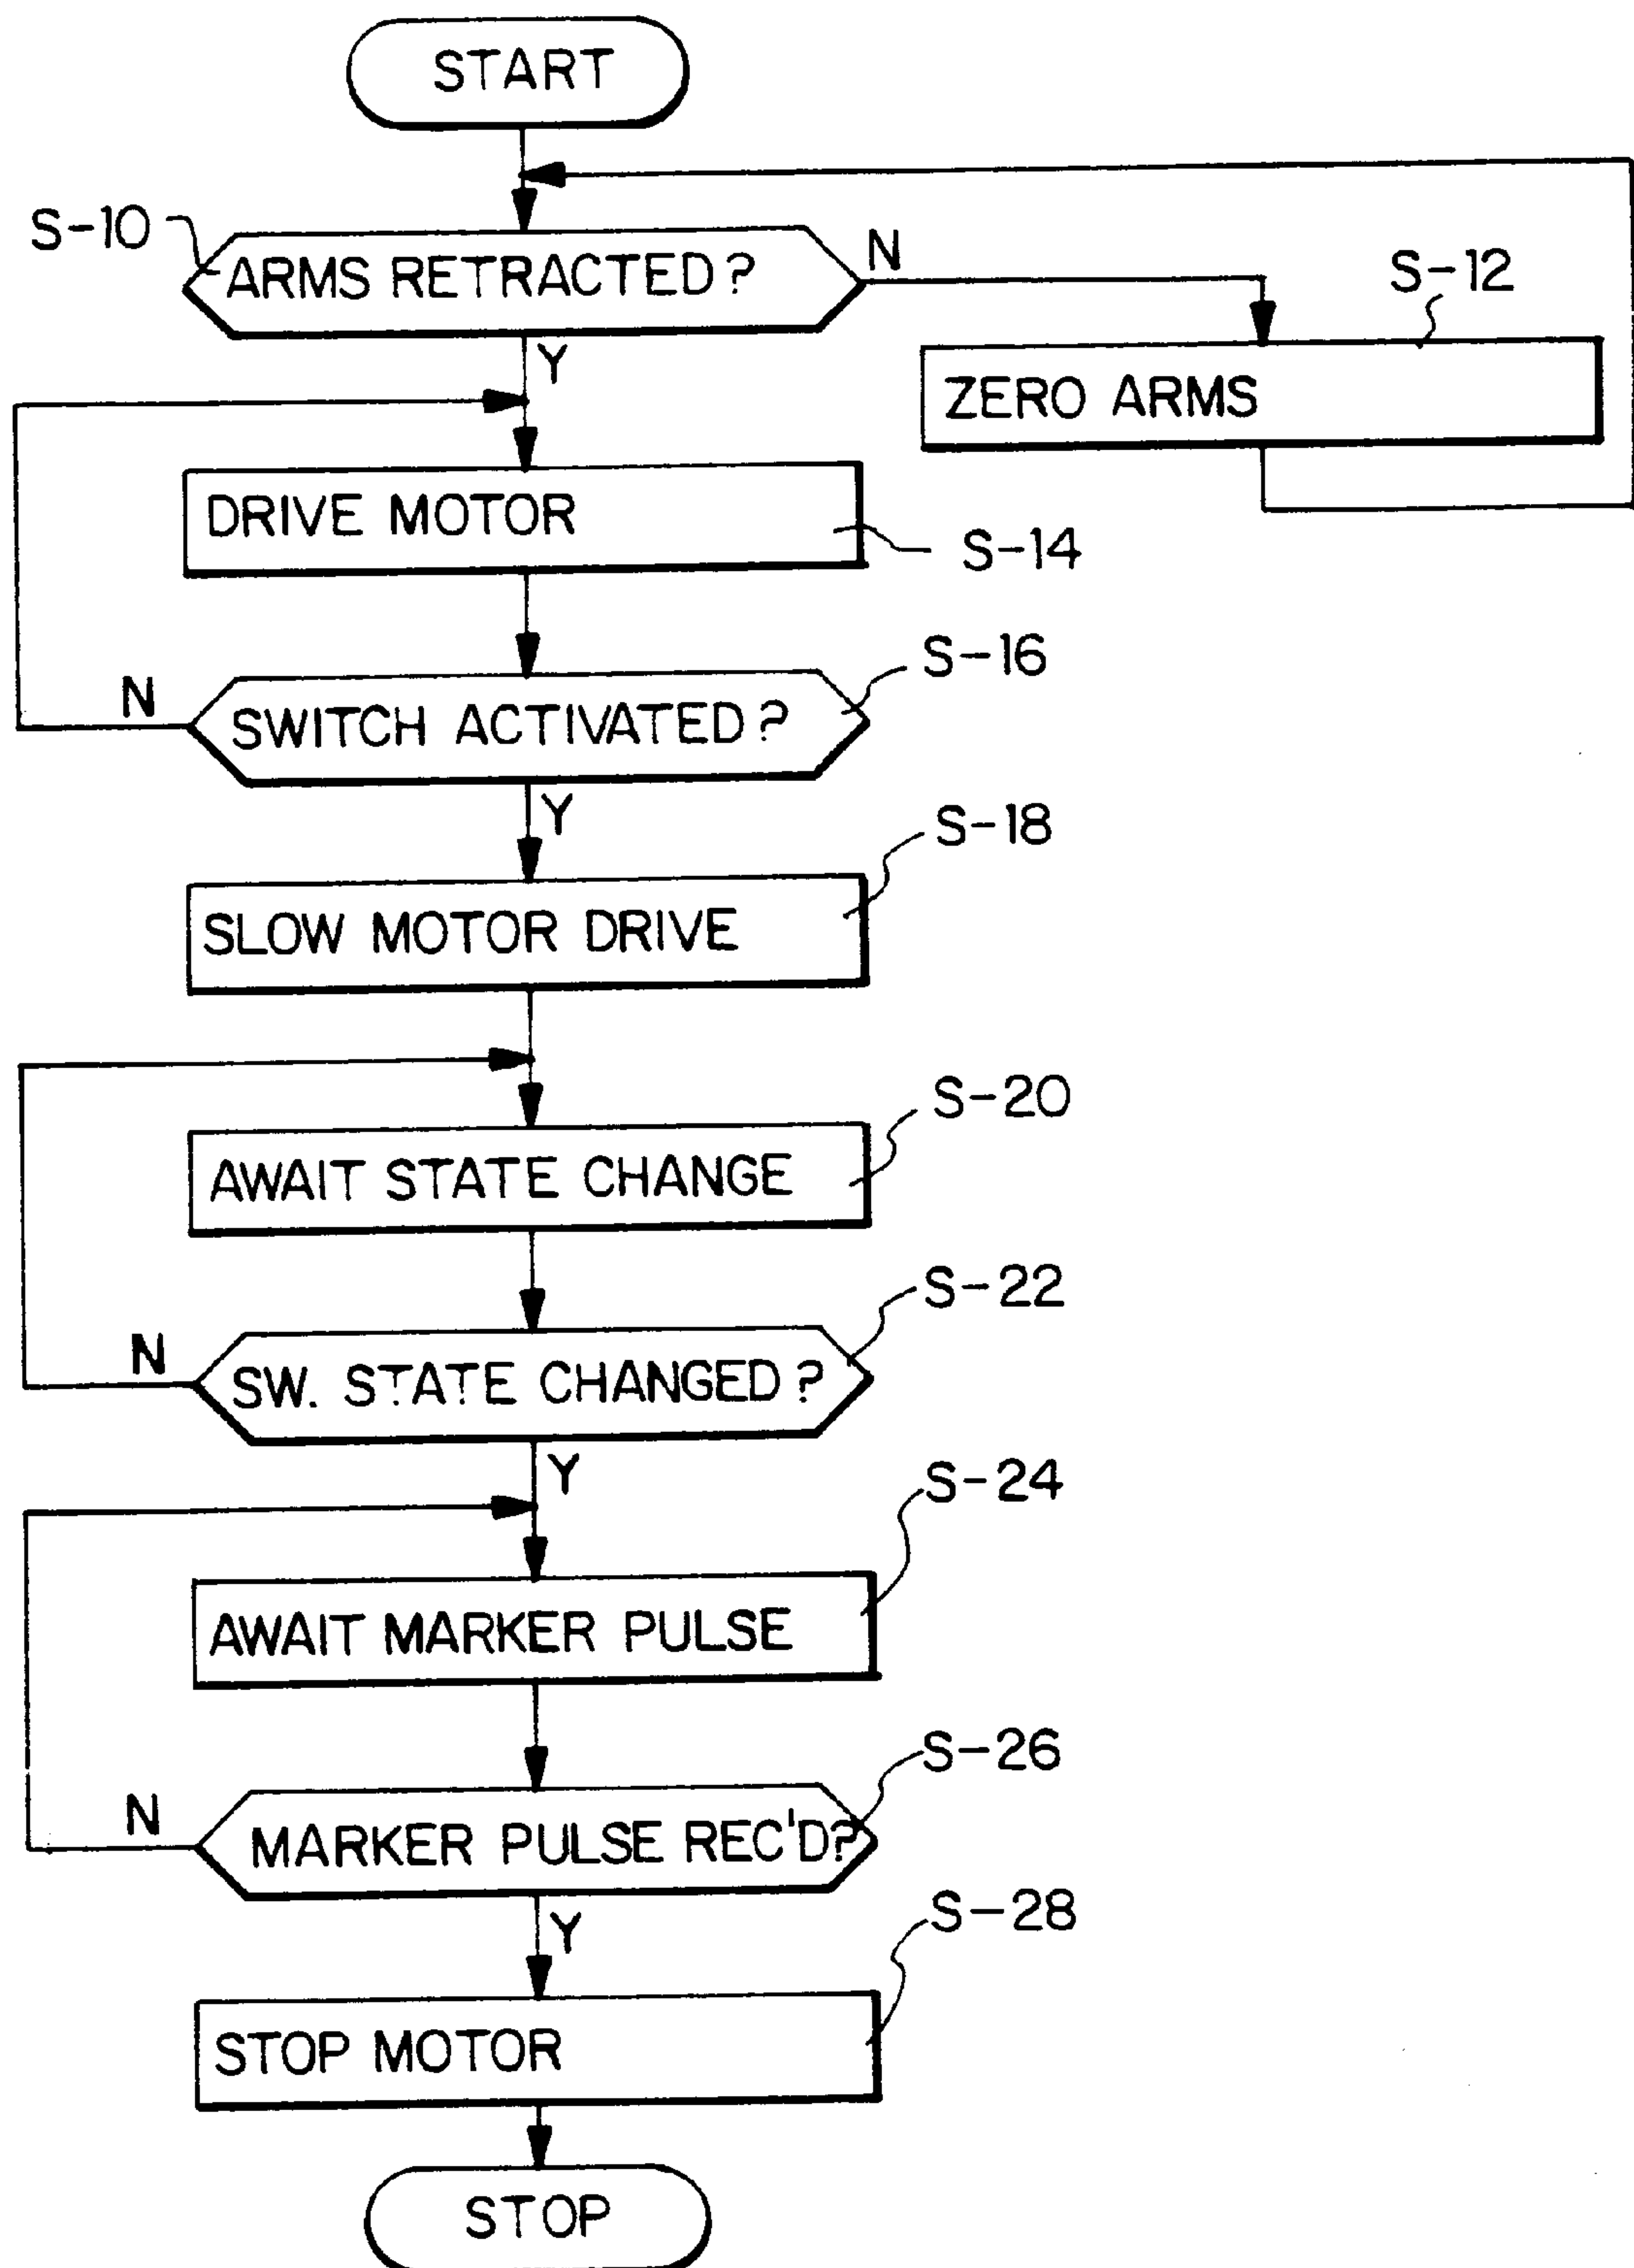 START
S-10
ARMS RETRACTED?
N
S-12
ZERO ARMS
Y
DRIVE MOTOR
S-14
S-16
N
SWITCH ACTIVATED?
Y
S-18
SLOW MOTOR DRIVE
S-20
AWAIT STATE CHANGE
S-22
N
SW. STATE CHANGED?
Y
S-24
AWAIT MARKER PULSE
S-26
N
MARKER PULSE REC'D?
Y
S-28
STOP MOTOR
STOP